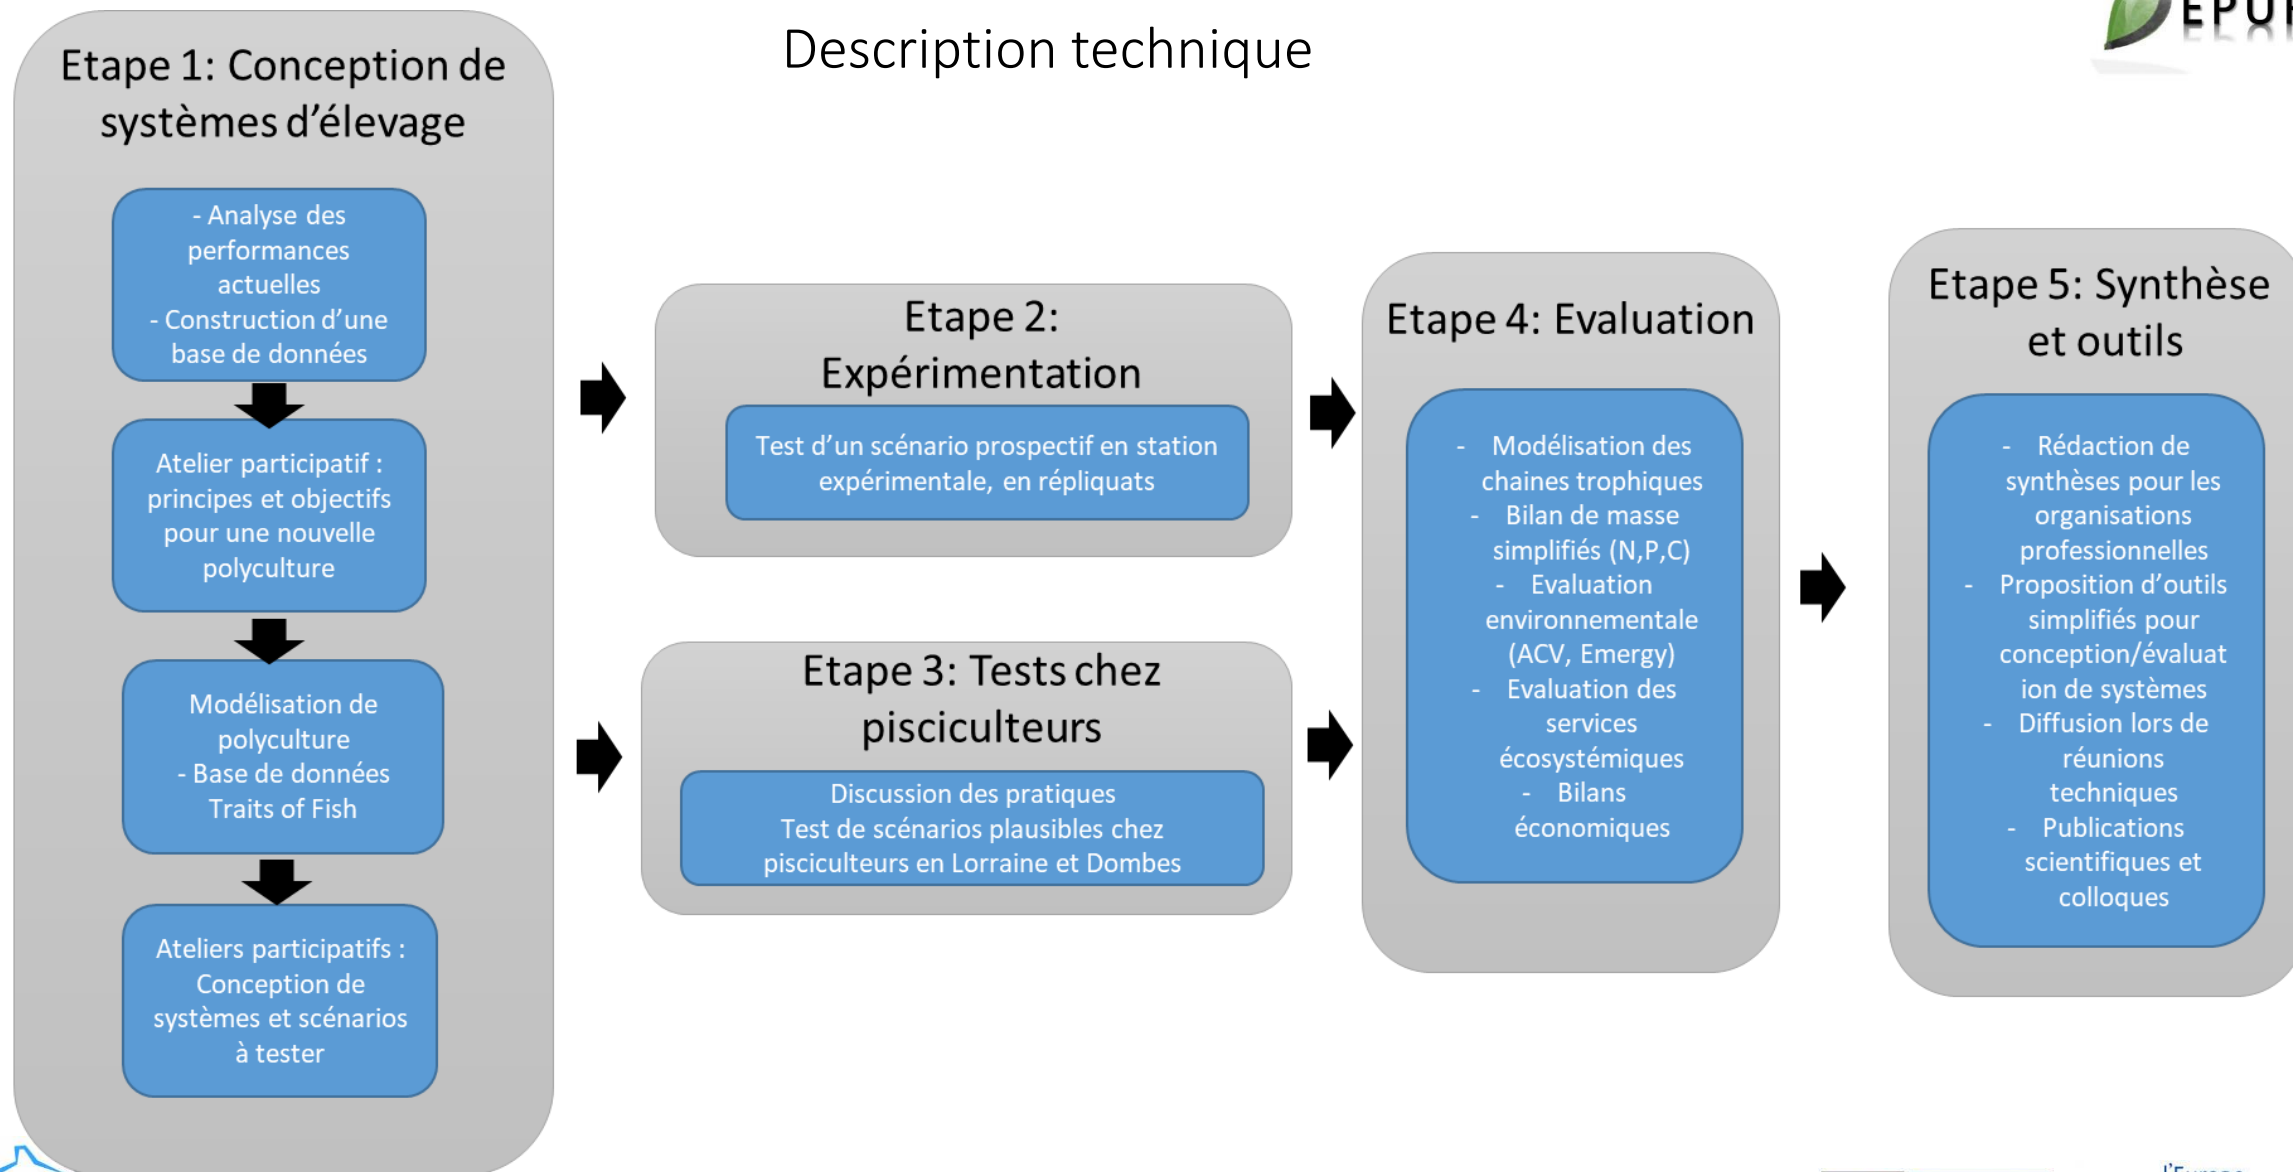 Description technique
Etape 1: Conception de
systèmes d'élevage
- Analyse des
performances
actuelles
- Construction d'une
base de données
Atelier participatif :
principes et objectifs
pour une nouvelle
polyculture
Modélisation de
polyculture
- Base de données
Traits of Fish
Ateliers participatifs :
Conception de
systèmes et scénarios
à tester
Etape 2:
Expérimentation
Test d'un scénario prospectif en station
expérimentale, en répliquats
Etape 3: Tests chez
pisciculteurs
Discussion des pratiques
Test de scénarios plausibles chez
pisciculteurs en Lorraine et Dombes
Etape 4: Evaluation
- Modélisation des
chaines trophiques
- Bilan de masse
simplifiés (N,P,C)
- Evaluation
environnementale
(ACV, Emergy)
- Evaluation des
services
écosystémiques
- Bilans
économiques
Etape 5: Synthèse
et outils
- Rédaction de
synthèses pour les
organisations
professionnelles
- Proposition d'outils
simplifiés pour
conception/évaluat
ion de systèmes
- Diffusion lors de
réunions
techniques
- Publications
scientifiques et
colloques